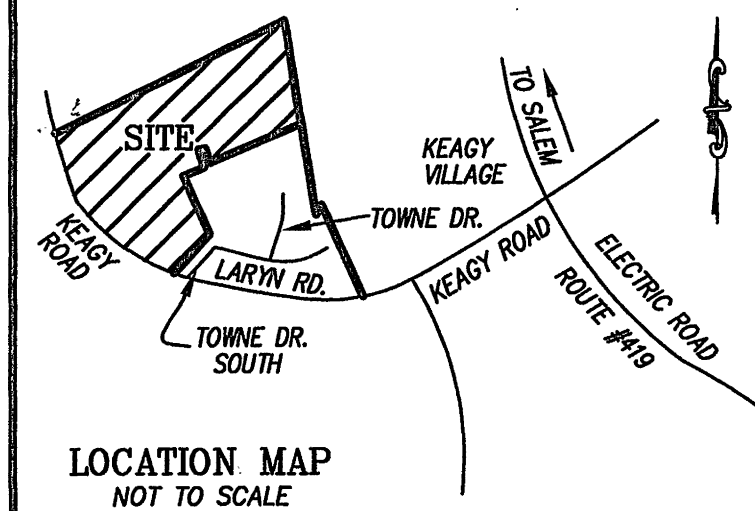 TO SALEM
SITE
KEAGY
VILLAGE
TOWNE DR.
KEAGY
ROAD
KEAGY ROAD
LARYN RD.
ELECTRIC ROAD
ROUTE #419
TOWNE DR.
SOUTH
LOCATION MAP
NOT TO SCALE